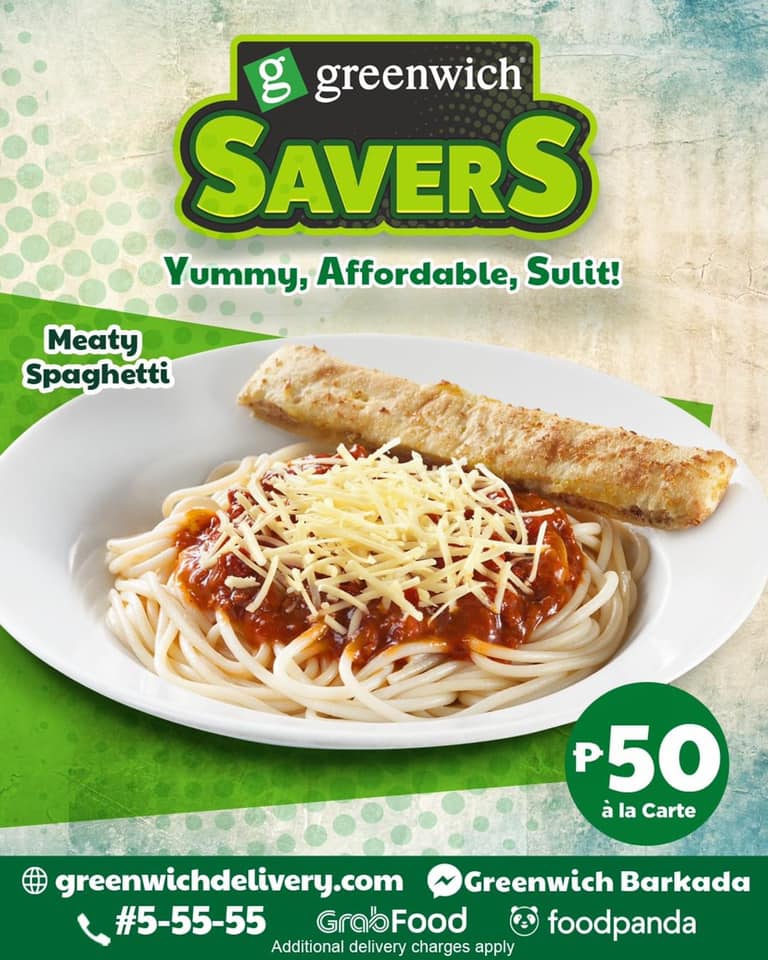 g greenwich
SAVERS
Yummy, Affordable, Sulit!
Meaty
Spaghetti
₱50
à la Carte
greenwichdelivery.com Greenwich Barkada
#5-55-55 GrabFood foodpanda
Additional delivery charges apply